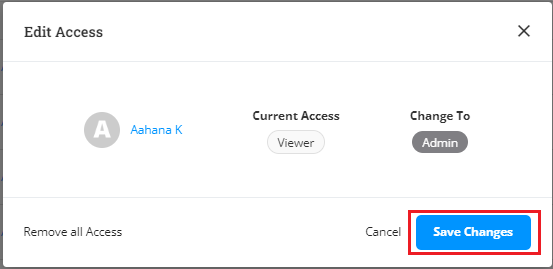 Edit Access
A Aahana K
Current Access
Viewer
Change To
Admin
Remove all Access
Cancel
Save Changes